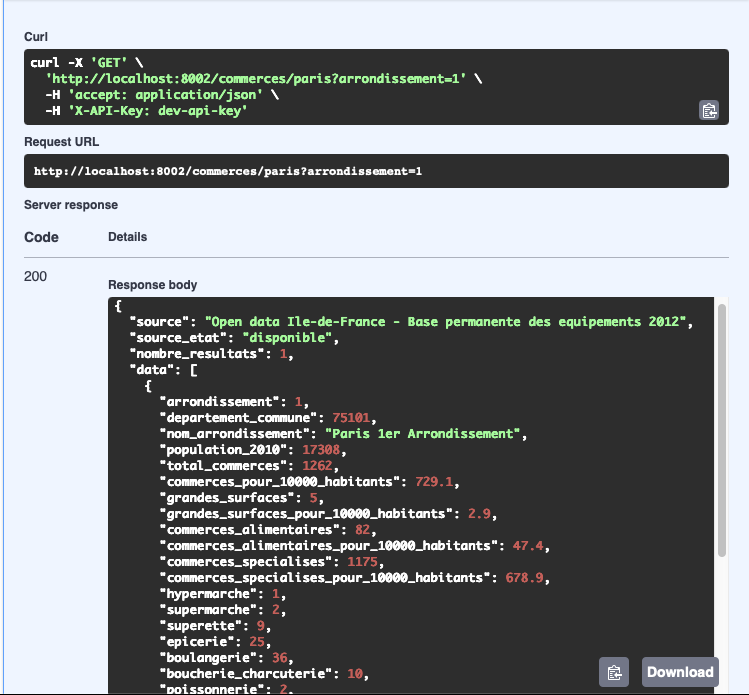 Curl
curl -X 'GET' \
  'http://localhost:8002/commerces/paris?arrondissement=1' \
  -H 'accept: application/json' \
  -H 'X-API-Key: dev-api-key'
Request URL
http://localhost:8002/commerces/paris?arrondissement=1
Server response
Code Details
200
Response body
{
  "source": "Open data Ile-de-France - Base permanente des equipements 2012",
  "source_etat": "disponible",
  "nombre_resultats": 1,
  "data": [
    {
      "arrondissement": 1,
      "departement_commune": 75101,
      "nom_arrondissement": "Paris 1er Arrondissement",
      "population_2010": 17308,
      "total_commerces": 1262,
      "commerces_pour_10000_habitants": 729.1,
      "grandes_surfaces": 5,
      "grandes_surfaces_pour_10000_habitants": 2.9,
      "commerces_alimentaires": 82,
      "commerces_alimentaires_pour_10000_habitants": 47.4,
      "commerces_specialises": 1175,
      "commerces_specialises_pour_10000_habitants": 678.9,
      "hypermarche": 1,
      "supermarche": 2,
      "superette": 9,
      "epicerie": 25,
      "boulangerie": 36,
      "boucherie_charcuterie": 10,
      "poissonnerie": 2,
Download